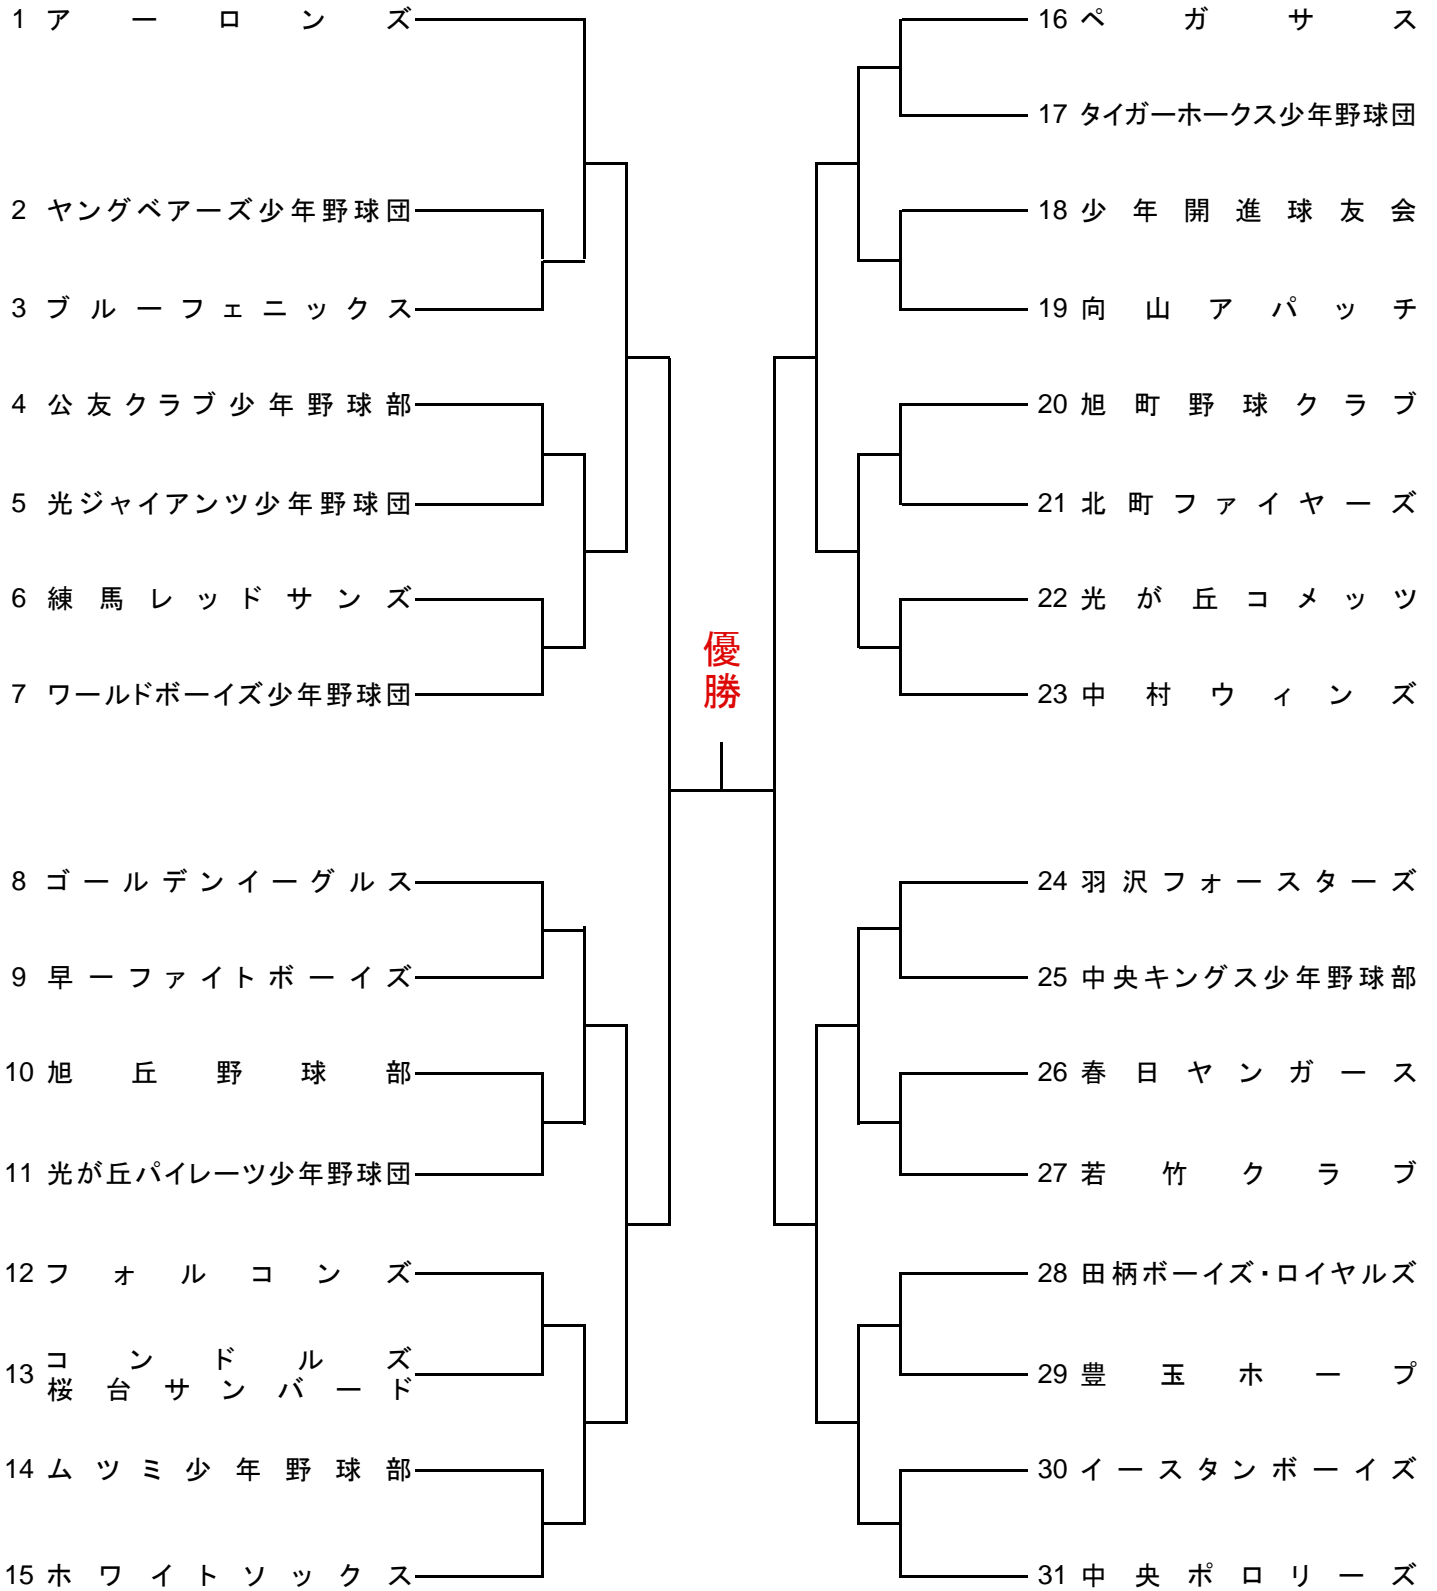 1 アーロンズ
2 ヤングベアーズ少年野球団
3 ブルーフェニックス
4 公友クラブ少年野球部
5 光ジャイアンツ少年野球団
6 練馬レッドサンズ
7 ワールドボーイズ少年野球団
8 ゴールデンイーグルス
9 早一ファイトボーイズ
10 旭丘野球部
11 光が丘パイレーツ少年野球団
12 フォルコンズ
13 コンドルズ
桜台サンバード
14 ムツミ少年野球部
15 ホワイトソックス
優
勝
16 ペガサス
17 タイガーホークス少年野球団
18 少年開進球友会
19 向山アパッチ
20 旭町野球クラブ
21 北町ファイヤーズ
22 光が丘コメッツ
23 中村ウィンズ
24 羽沢フォースターズ
25 中央キングス少年野球部
26 春日ヤンガース
27 若竹クラブ
28 田柄ボーイズ・ロイヤルズ
29 豊玉ホープ
30 イースタンボーイズ
31 中央ポロリーズ